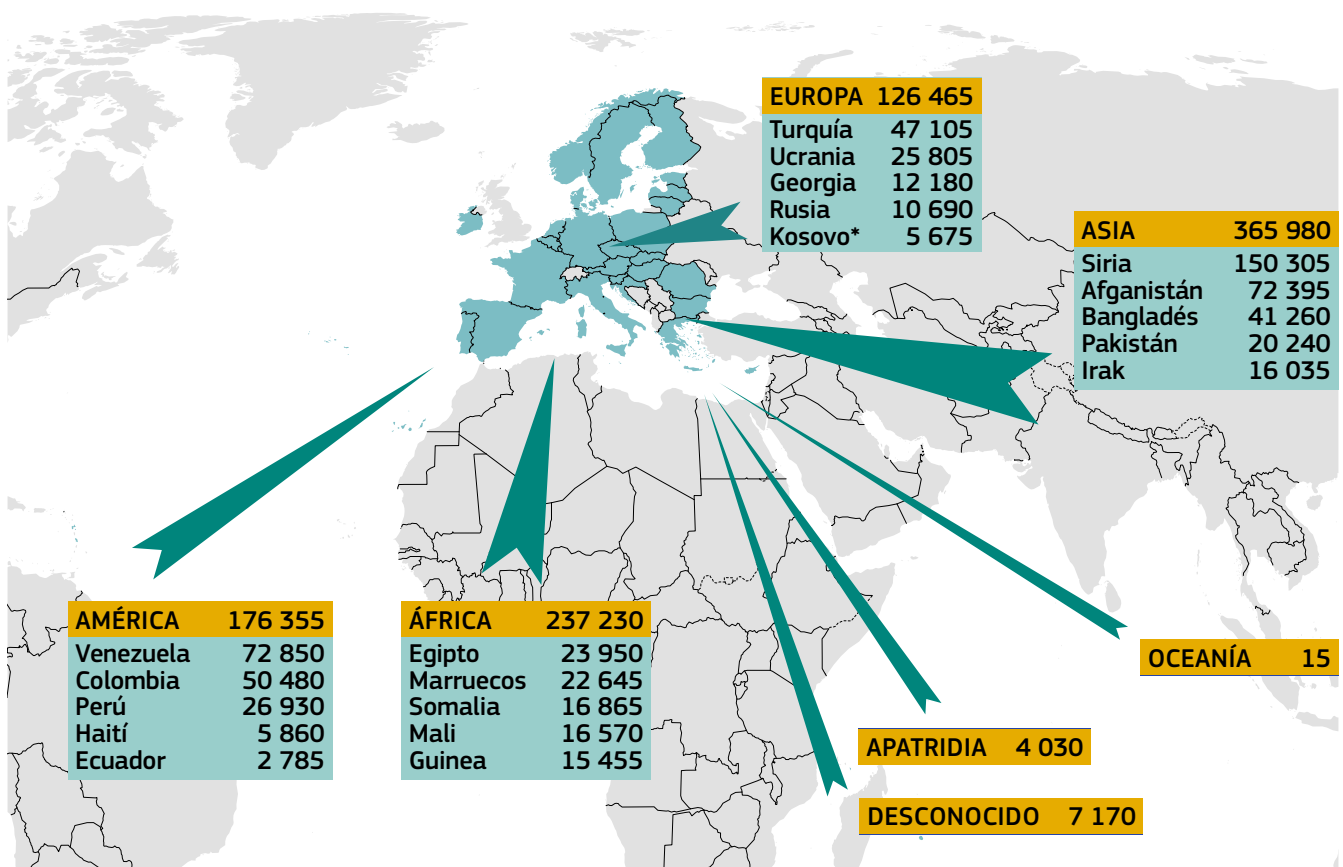 EUROPA 126 465
Turquía 47 105
Ucrania 25 805
Georgia 12 180
Rusia 10 690
Kosovo* 5 675
ASIA 365 980
Siria 150 305
Afganistán 72 395
Bangladés 41 260
Pakistán 20 240
Irak 16 035
AMÉRICA 176 355
Venezuela 72 850
Colombia 50 480
Perú 26 930
Haití 5 860
Ecuador 2 785
ÁFRICA 237 230
Egipto 23 950
Marruecos 22 645
Somalia 16 865
Mali 16 570
Guinea 15 455
OCEANÍA 15
APATRIDIA 4 030
DESCONOCIDO 7 170